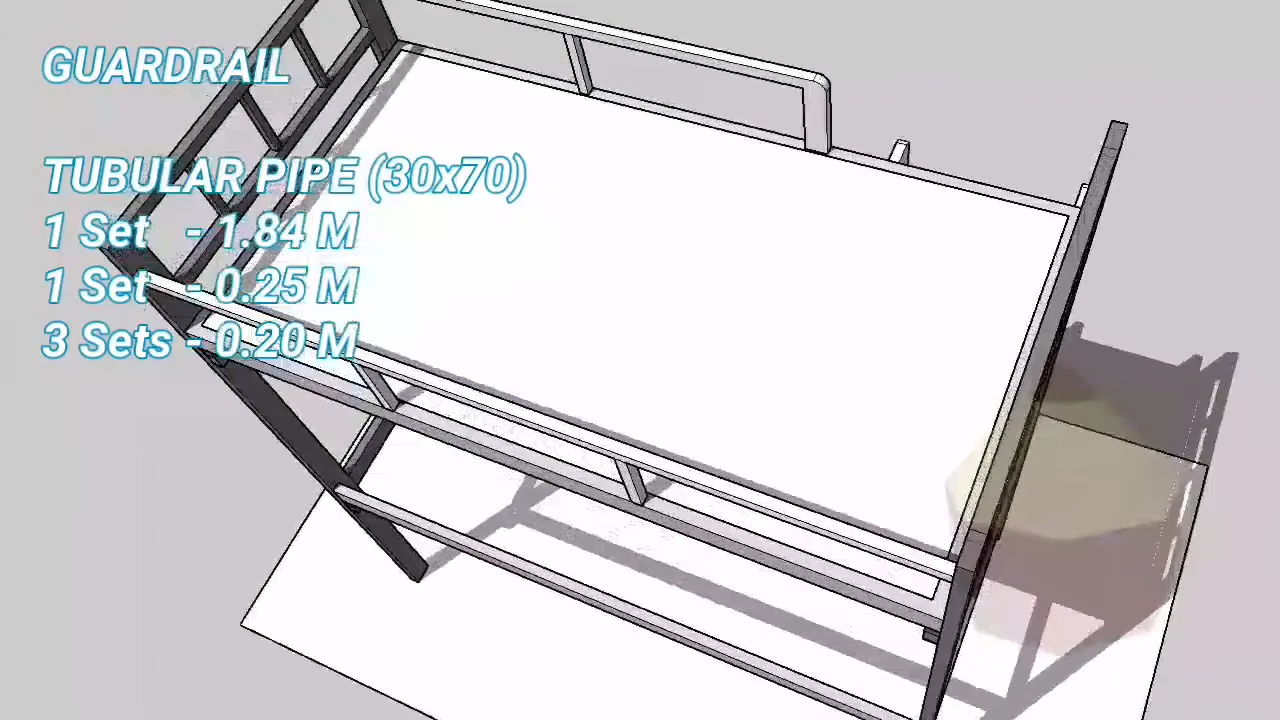 GUARDRAIL
TUBULAR PIPE (30x70)
1 Set - 1.84 M
1 Set - 0.25 M
3 Sets - 0.20 M